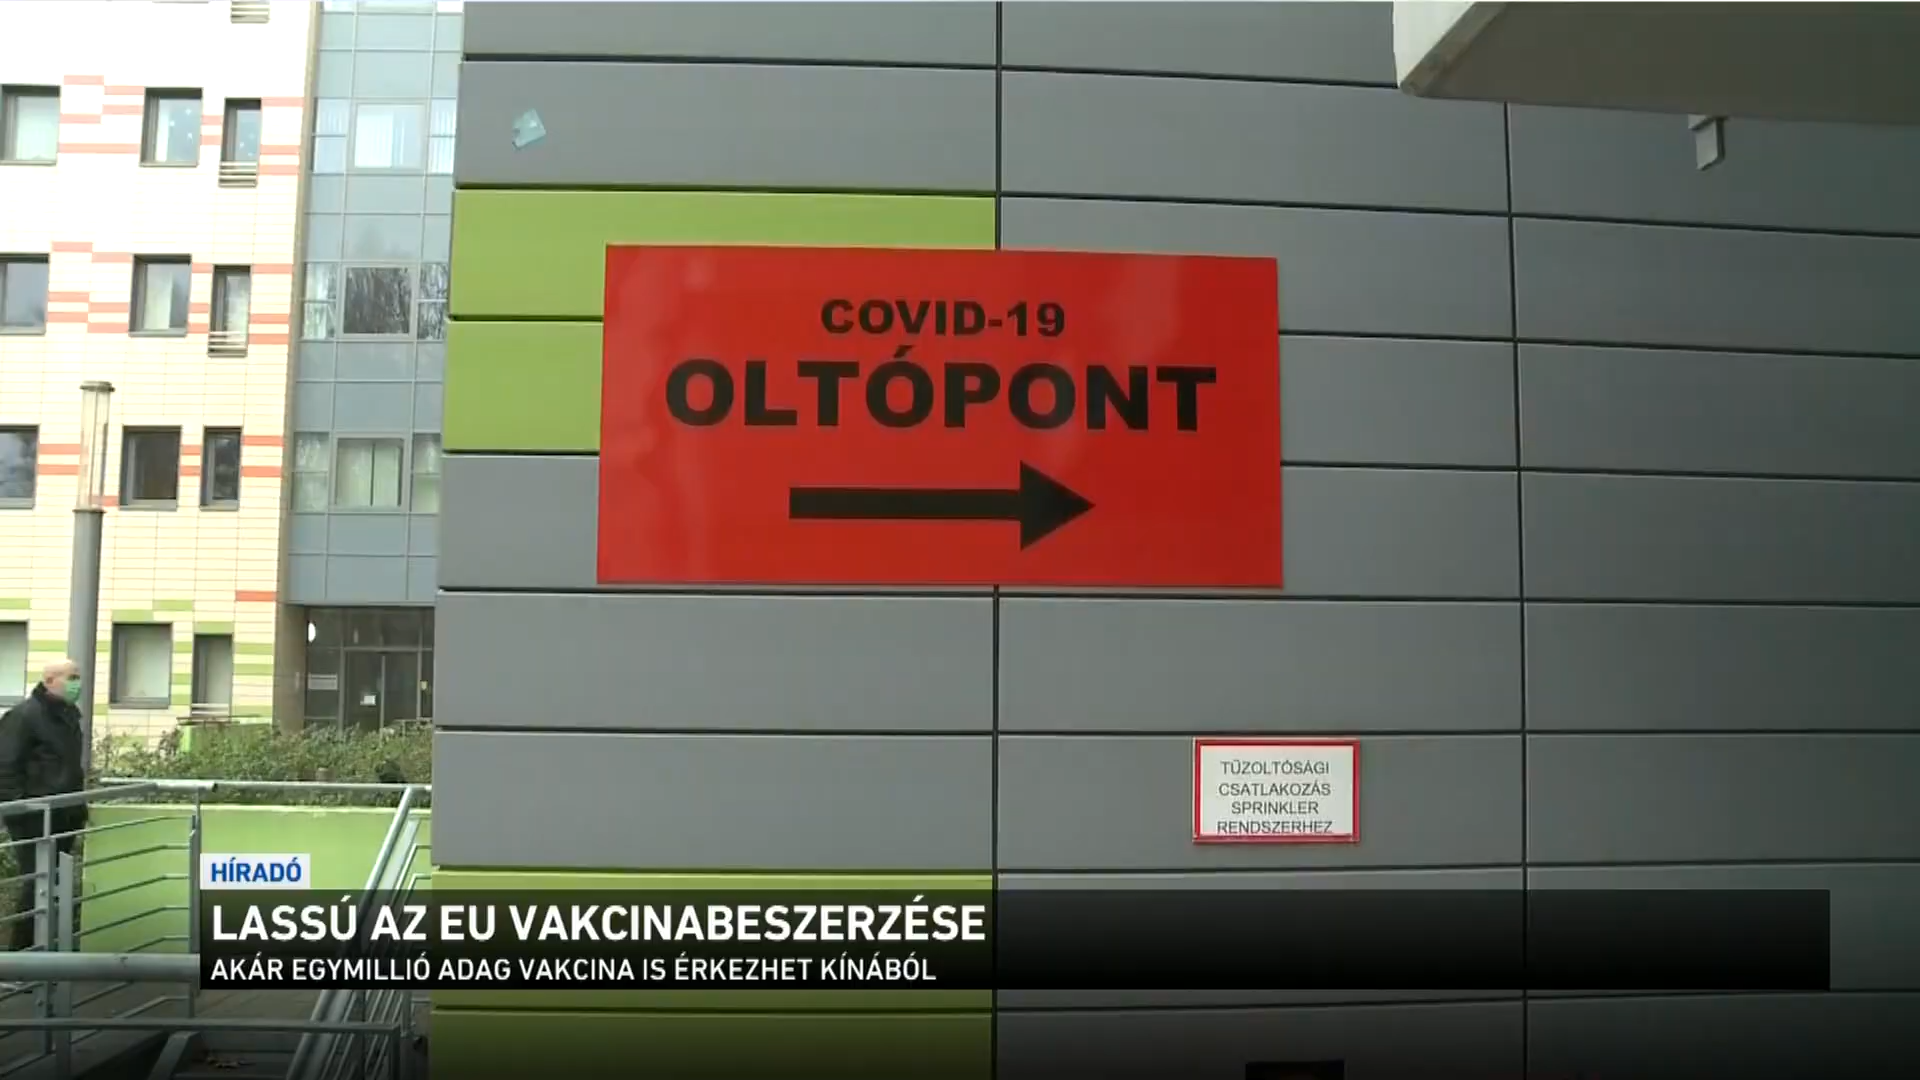 COVID-19
OLTÓPONT
TŰZOLTÓSÁGI
CSATLAKOZÁS
SPRINKLER
RENDSZERHEZ
HÍRADÓ
LASSÚ AZ EU VAKCINABESZERZÉSE
AKÁR EGYMILLIÓ ADAG VAKCINA IS ÉRKEZHET KÍNÁBÓL